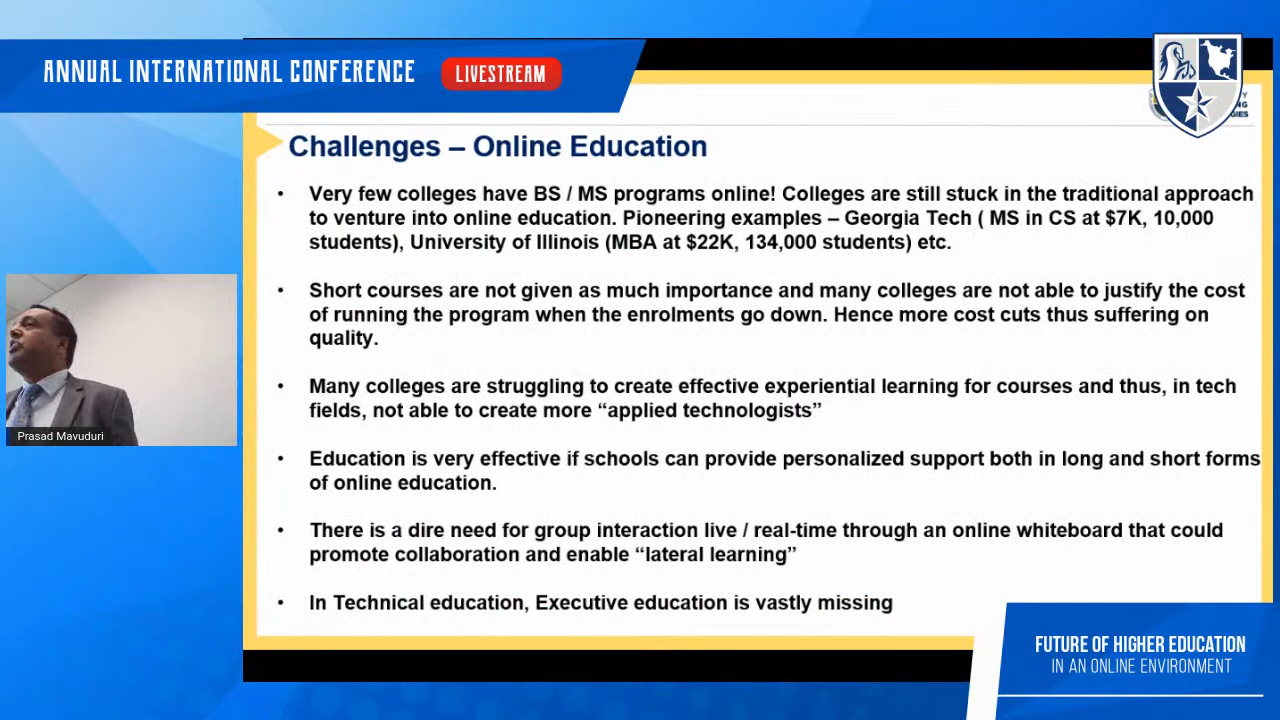 ANNUAL INTERNATIONAL CONFERENCE
LIVESTREAM
Challenges – Online Education
• Very few colleges have BS / MS programs online! Colleges are still stuck in the traditional approach
to venture into online education. Pioneering examples – Georgia Tech ( MS in CS at $7K, 10,000
students), University of Illinois (MBA at $22K, 134,000 students) etc.
• Short courses are not given as much importance and many colleges are not able to justify the cost
of running the program when the enrolments go down. Hence more cost cuts thus suffering on
quality.
• Many colleges are struggling to create effective experiential learning for courses and thus, in tech
fields, not able to create more “applied technologists”
• Education is very effective if schools can provide personalized support both in long and short forms
of online education.
• There is a dire need for group interaction live / real-time through an online whiteboard that could
promote collaboration and enable “lateral learning”
• In Technical education, Executive education is vastly missing
Prasad Mavuduri
FUTURE OF HIGHER EDUCATION
IN AN ONLINE ENVIRONMENT